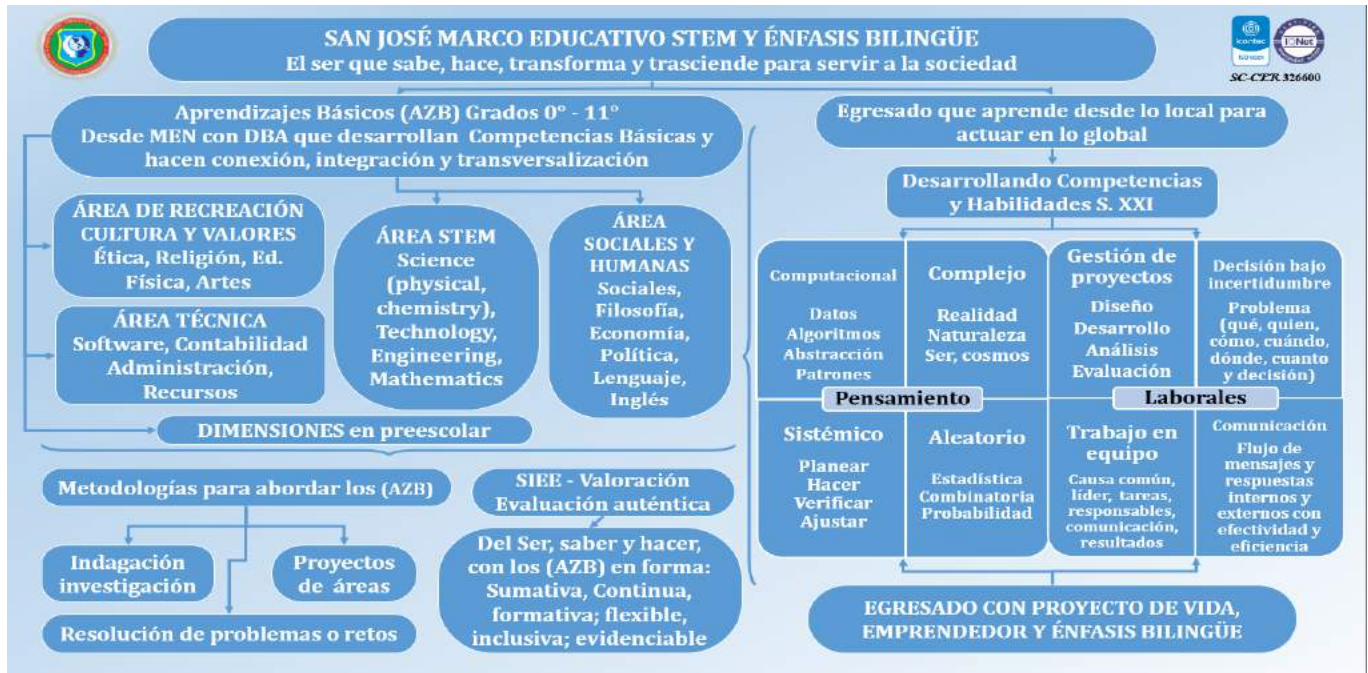 SAN JOSÉ MARCO EDUCATIVO STEM Y ÉNFASIS BILINGÜE
El ser que sabe, hace, transforma y trasciende para servir a la sociedad
icontec
ISO 9001
IQNet
SC-CER 326600
Aprendizajes Básicos (AZB) Grados 0° - 11°
Desde MEN con DBA que desarrollan Competencias Básicas y
hacen conexión, integración y transversalización
ÁREA DE RECREACIÓN
CULTURA Y VALORES
Ética, Religión, Ed.
Física, Artes
ÁREA TÉCNICA
Software, Contabilidad
Administración,
Recursos
ÁREA STEM
Science
(physical,
chemistry),
Technology,
Engineering,
Mathematics
ÁREA
SOCIALES Y
HUMANAS
Sociales,
Filosofía,
Economía,
Política,
Lenguaje,
Inglés
DIMENSIONES en preescolar
Metodologías para abordar los (AZB)
Indagación
investigación
Proyectos
de áreas
Resolución de problemas o retos
SIEE - Valoración
Evaluación auténtica
Del Ser, saber y hacer,
con los (AZB) en forma:
Sumativa, Continua,
formativa; flexible,
inclusiva; evidenciable
Egresado que aprende desde lo local para
actuar en lo global
Desarrollando Competencias
y Habilidades S. XXI
Computacional
Datos
Algoritmos
Abstracción
Patrones
Complejo
Realidad
Naturaleza
Ser, cosmos
Gestión de
proyectos
Diseño
Desarrollo
Análisis
Evaluación
Decisión bajo
incertidumbre
Problema
(qué, quien,
cómo, cuándo,
dónde, cuanto
y decisión)
Pensamiento
Laborales
Sistémico
Planear
Hacer
Verificar
Ajustar
Aleatorio
Estadística
Combinatoria
Probabilidad
Trabajo en
equipo
Causa común,
líder, tareas,
responsables,
comunicación,
resultados
Comunicación
Flujo de
mensajes y
respuestas
internos y
externos con
efectividad y
eficiencia
EGRESADO CON PROYECTO DE VIDA,
EMPRENDEDOR Y ÉNFASIS BILINGÜE